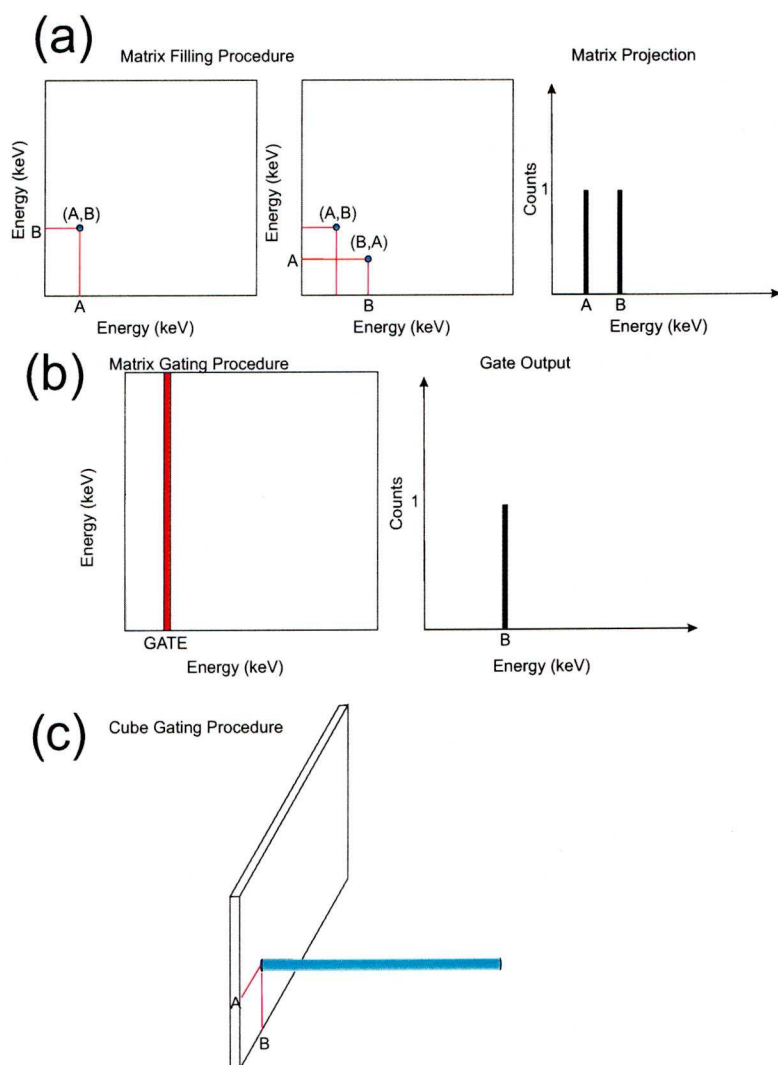 (a)
Matrix Filling Procedure
Matrix Projection
Energy (keV)
B
(A,B)
A
Energy (keV)
Energy (keV)
A
(A,B)
(B,A)
B
Energy (keV)
Counts
1
A B
Energy (keV)
(b)
Matrix Gating Procedure
Gate Output
Energy (keV)
GATE
Energy (keV)
Counts
1
B
Energy (keV)
(c)
Cube Gating Procedure
A
B